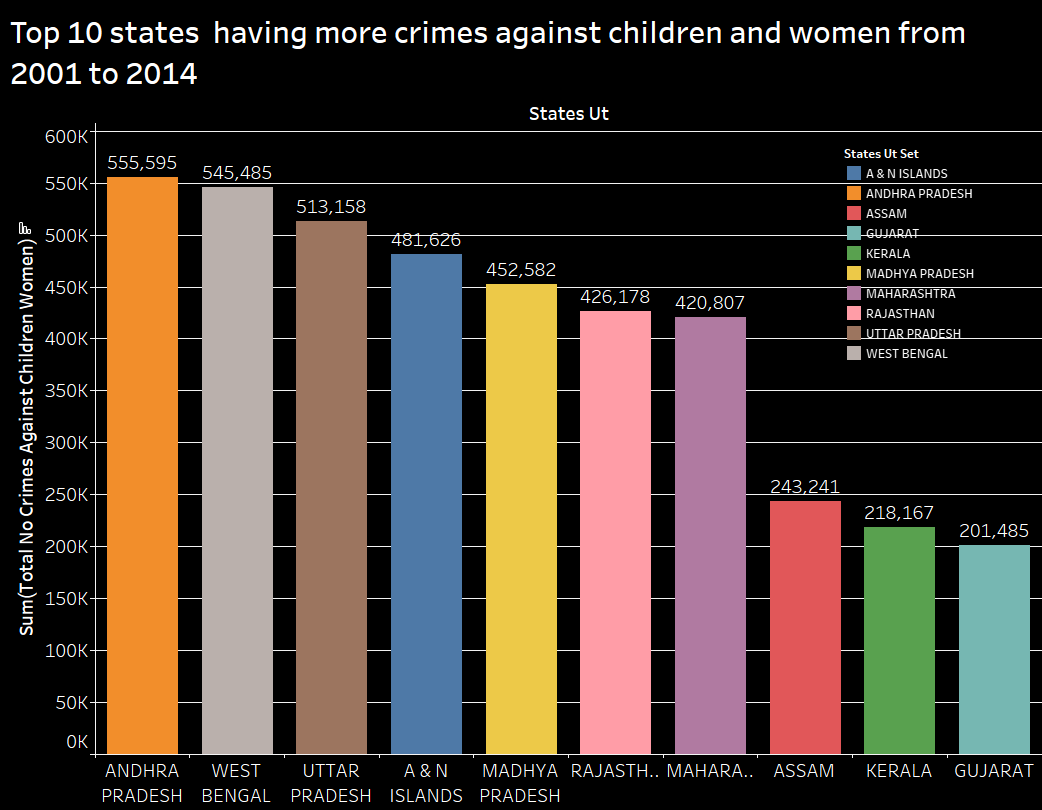 Top 10 states  having more crimes against children and women from
2001 to 2014
States Ut
600K
550K
500K
450K
400K
350K
300K
250K
200K
150K
100K
50K
0K
Sum(Total No Crimes Against Children Women)
555,595
545,485
513,158
481,626
452,582
426,178
420,807
243,241
218,167
201,485
States Ut Set
A & N ISLANDS
ANDHRA PRADESH
ASSAM
GUJARAT
KERALA
MADHYA PRADESH
MAHARASHTRA
RAJASTHAN
UTTAR PRADESH
WEST BENGAL
ANDHRA
PRADESH
WEST
BENGAL
UTTAR
PRADESH
A & N
ISLANDS
MADHYA
PRADESH
RAJASTH..
MAHARA..
ASSAM
KERALA
GUJARAT